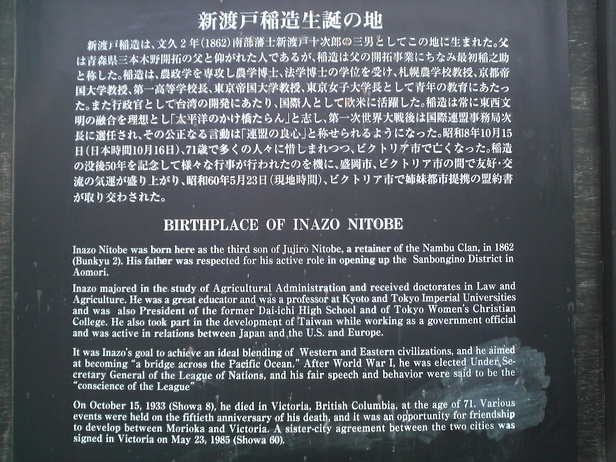 新渡戸稲造生誕の地
新渡戸稲造は、文久2年(1862)南部藩士新渡戸十次郎の三男としてこの地に生まれた。父
は青森県三本木野開拓の父と仰がれた人であるが、稲造は父の開拓事業にちなみ最初稲之助
と称した。稲造は、農政学を専攻し農学博士、法学博士の学位を受け、札幌農学校教授、京都帝
国大学教授、第一高等学校長、東京帝国大学教授、東京女子大学長として青年の教育にあたっ
た。また行政官として台湾の開発にあたり、国際人として欧米に活躍した。稲造は常に東西文
明の融合を理想とし「太平洋のかけ橋たらん」と志し、第一次世界大戦後は国際連盟事務局次
長に選任され、その公正なる言動は「連盟の良心」と称せられるようになった。昭和8年10月15
日(日本時間10月16日)、71歳で多くの人々に惜しまれつつ、ビクトリア市で亡くなった。稲造
の没後50年を記念して様々な行事が行われたのを機に、盛岡市、ビクトリア市の間で友好・交
流の気運が盛り上がり、昭和60年5月23日(現地時間)、ビクトリア市で姉妹都市提携の盟約書
が取り交わされた。
BIRTHPLACE OF INAZO NITOBE
Inazo Nitobe was born here as the third son of Jujiro Nitobe, a retainer of the Nambu Clan, in 1862
(Bunkyu 2). His father was respected for his active role in opening up the Sanbongino District in
Aomori.
Inazo majored in the study of Agricultural Administration and received doctorates in Law and
Agriculture. He was a great educator and was a professor at Kyoto and Tokyo Imperial Universities
and was also President of the former Dai-ichi High School and of Tokyo Women's Christian
College. He also took part in the development of Taiwan while working as a government official
and was active in relations between Japan and the U.S. and Europe.
It was Inazo's goal to achieve an ideal blending of Western and Eastern civilizations, and he aimed
at becoming “a bridge across the Pacific Ocean.” After World War I, he was elected Under Se-
cretary General of the League of Nations, and his fair speech and behavior were said to be the
“conscience of the League”
On October 15, 1933 (Showa 8), he died in Victoria, British Columbia, at the age of 71. Various
events were held on the fiftieth anniversary of his death, and it was an opportunity for friendship
to develop between Morioka and Victoria. A sister-city agreement between the two cities was
signed in Victoria on May 23, 1985 (Showa 60).